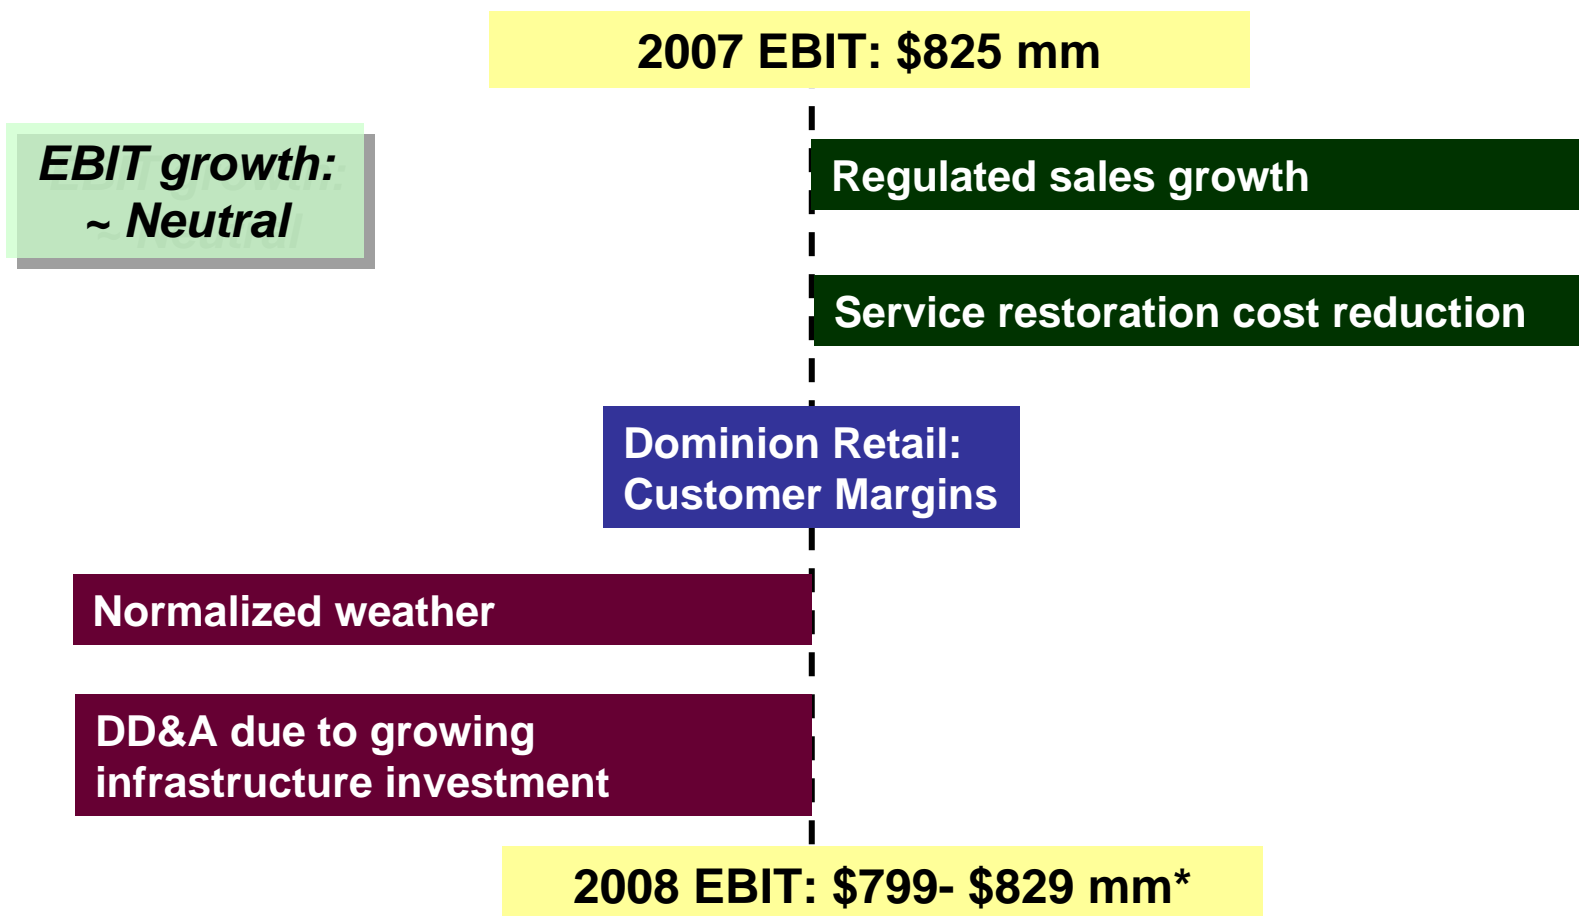 2007 EBIT: $825 mm
EBIT growth:
~ Neutral
Regulated sales growth
Service restoration cost reduction
Dominion Retail:
Customer Margins
Normalized weather
DD&A due to growing
infrastructure investment
2008 EBIT: $799- $829 mm*